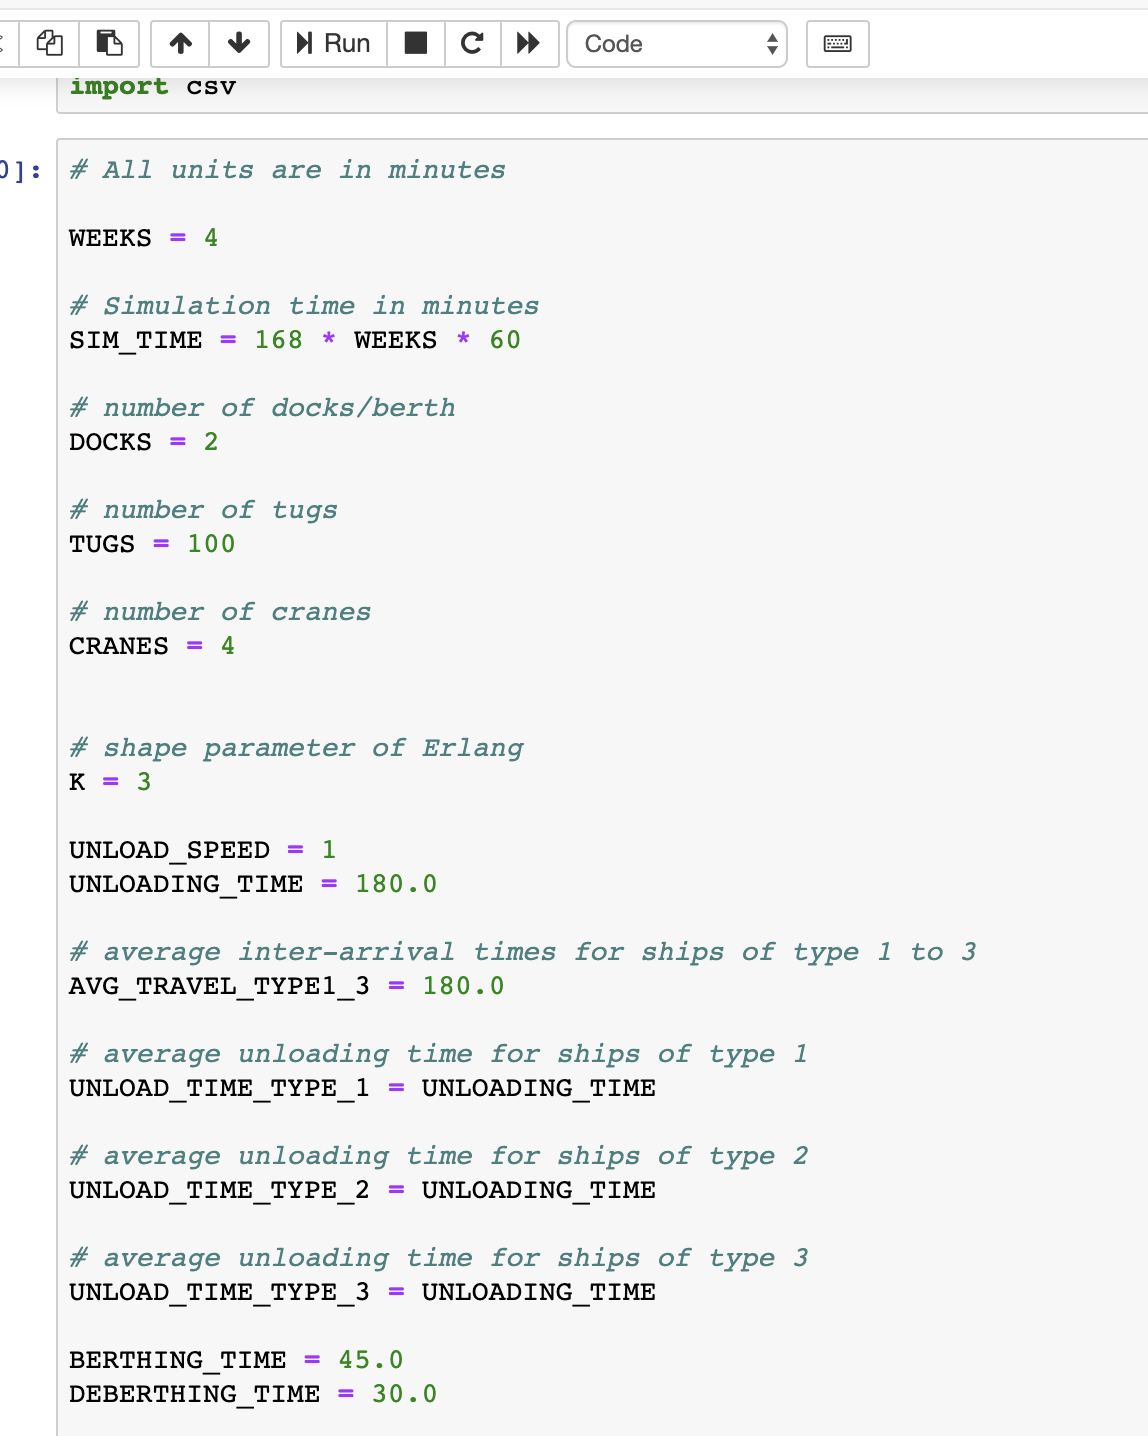 Run
Code
import csv
0]:
# All units are in minutes
WEEKS = 4
# Simulation time in minutes
SIM_TIME = 168 * WEEKS * 60
# number of docks/berth
DOCKS = 2
# number of tugs
TUGS = 100
# number of cranes
CRANES = 4
# shape parameter of Erlang
K = 3
UNLOAD_SPEED = 1
UNLOADING_TIME = 180.0
# average inter-arrival times for ships of type 1 to 3
AVG_TRAVEL_TYPE1_3 = 180.0
# average unloading time for ships of type 1
UNLOAD_TIME_TYPE_1 = UNLOADING_TIME
# average unloading time for ships of type 2
UNLOAD_TIME_TYPE_2 = UNLOADING_TIME
# average unloading time for ships of type 3
UNLOAD_TIME_TYPE_3 = UNLOADING_TIME
BERTHING_TIME = 45.0
DEBERTHING_TIME = 30.0